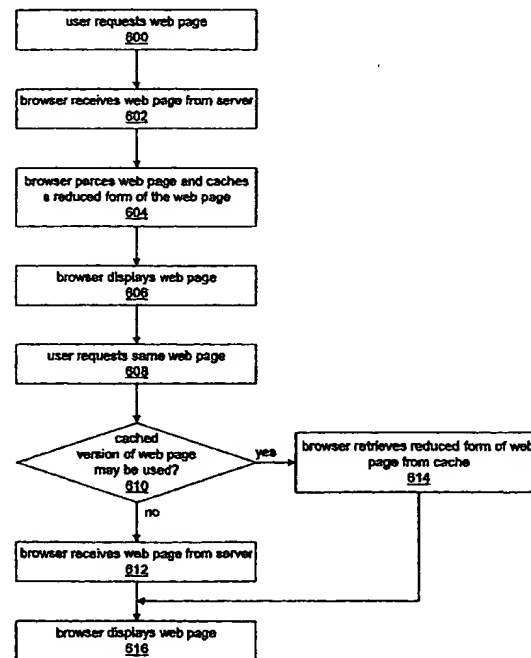 user requests web page
600
browser receives web page from server
602
browser parces web page and caches
a reduced form of the web page
604
browser displays web page
606
user requests same web page
608
cached
version of web page
may be used?
610
yes
no
browser retrieves reduced form of web
page from cache
614
browser receives web page from server
612
browser displays web page
616